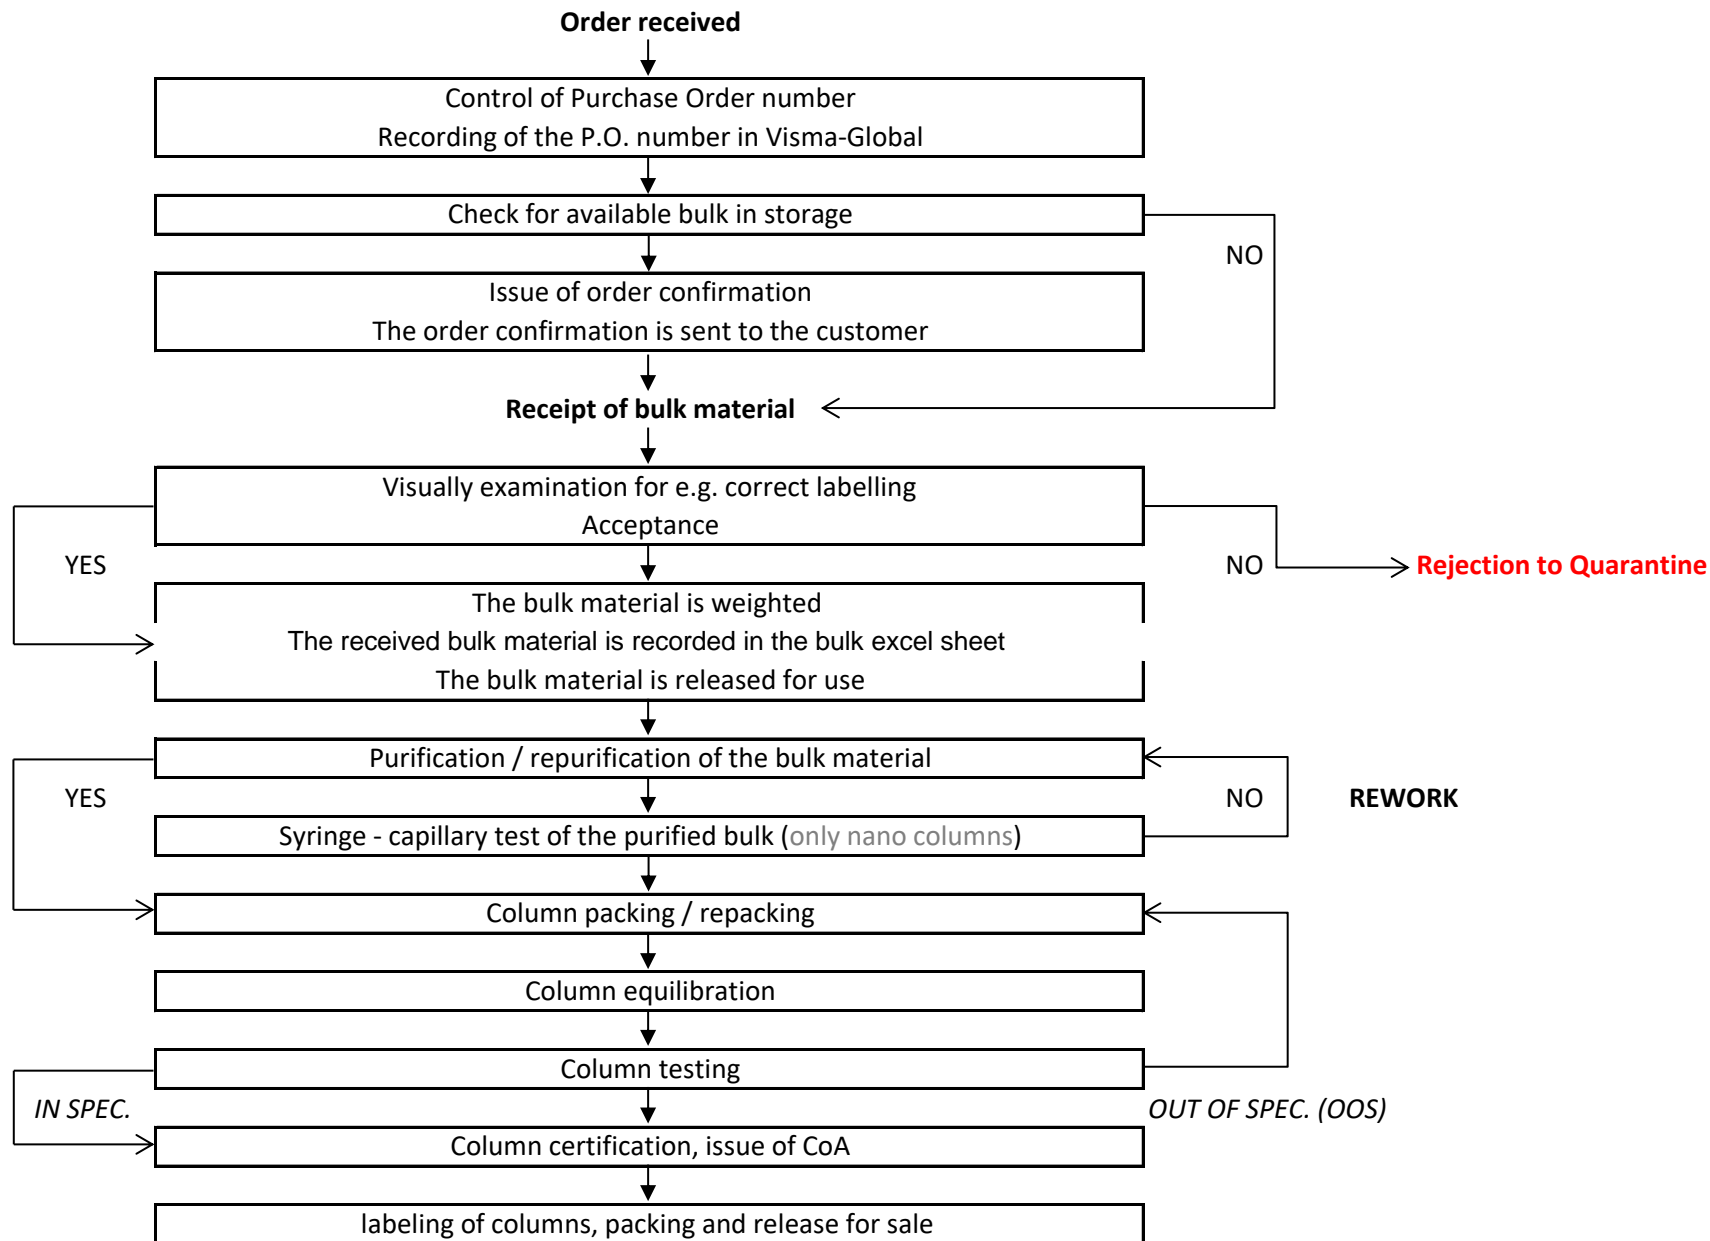 Order received
Control of Purchase Order number
Recording of the P.O. number in Visma-Global
Check for available bulk in storage
NO
Issue of order confirmation
The order confirmation is sent to the customer
Receipt of bulk material
Visually examination for e.g. correct labelling
Acceptance
YES
NO
Rejection to Quarantine
The bulk material is weighted
The received bulk material is recorded in the bulk excel sheet
The bulk material is released for use
Purification / repurification of the bulk material
YES
NO
REWORK
Syringe - capillary test of the purified bulk (only nano columns)
Column packing / repacking
Column equilibration
Column testing
IN SPEC.
OUT OF SPEC. (OOS)
Column certification, issue of CoA
labeling of columns, packing and release for sale